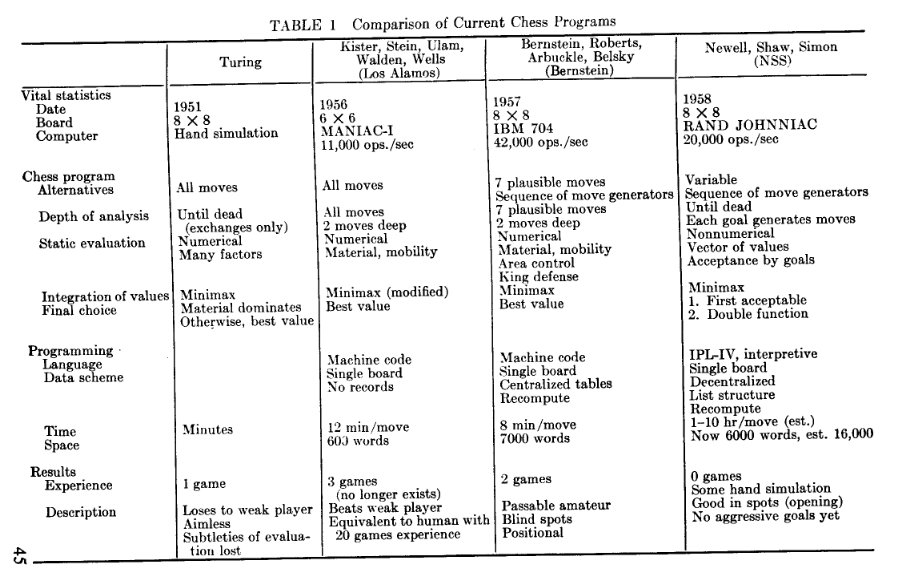 TABLE 1 Comparison of Current Chess Programs
Turing
Kister, Stein, Ulam,
Walden, Wells
(Los Alamos)
Bernstein, Roberts,
Arbuckle, Belsky
(Bernstein)
Newell, Shaw, Simon
(NSS)
Vital statistics
Date 1951 1956 1957 1958
Board 8 × 8 6 × 6 8 × 8 8 × 8
Computer Hand simulation MANIAC-I IBM 704 RAND JOHNNIAC
11,000 ops./sec 42,000 ops./sec 20,000 ops./sec
Chess program
Alternatives All moves All moves 7 plausible moves Variable
Sequence of move generators Sequence of move generators
Depth of analysis Until dead All moves 7 plausible moves Until dead
(exchanges only) 2 moves deep 2 moves deep Each goal generates moves
Static evaluation Numerical Numerical Numerical Nonnumerical
Many factors Material, mobility Material, mobility Vector of values
Area control Acceptance by goals
King defense
Integration of values Minimax Minimax (modified) Minimax Minimax
Final choice Material dominates Best value Best value 1. First acceptable
Otherwise, best value 2. Double function
Programming
Language Machine code Machine code IPL-IV, interpretive
Data scheme Single board Single board Single board
No records Centralized tables Decentralized
Recompute List structure
Recompute
Time Minutes 12 min/move 8 min/move 1–10 hr/move (est.)
Space 600 words 7000 words Now 6000 words, est. 16,000
Results
Experience 1 game 3 games 2 games 0 games
(no longer exists) Some hand simulation
Description Loses to weak player Beats weak player Passable amateur Good in spots (opening)
Aimless Equivalent to human with Blind spots No aggressive goals yet
Subtleties of evalua- 20 games experience Positional
tion lost
45